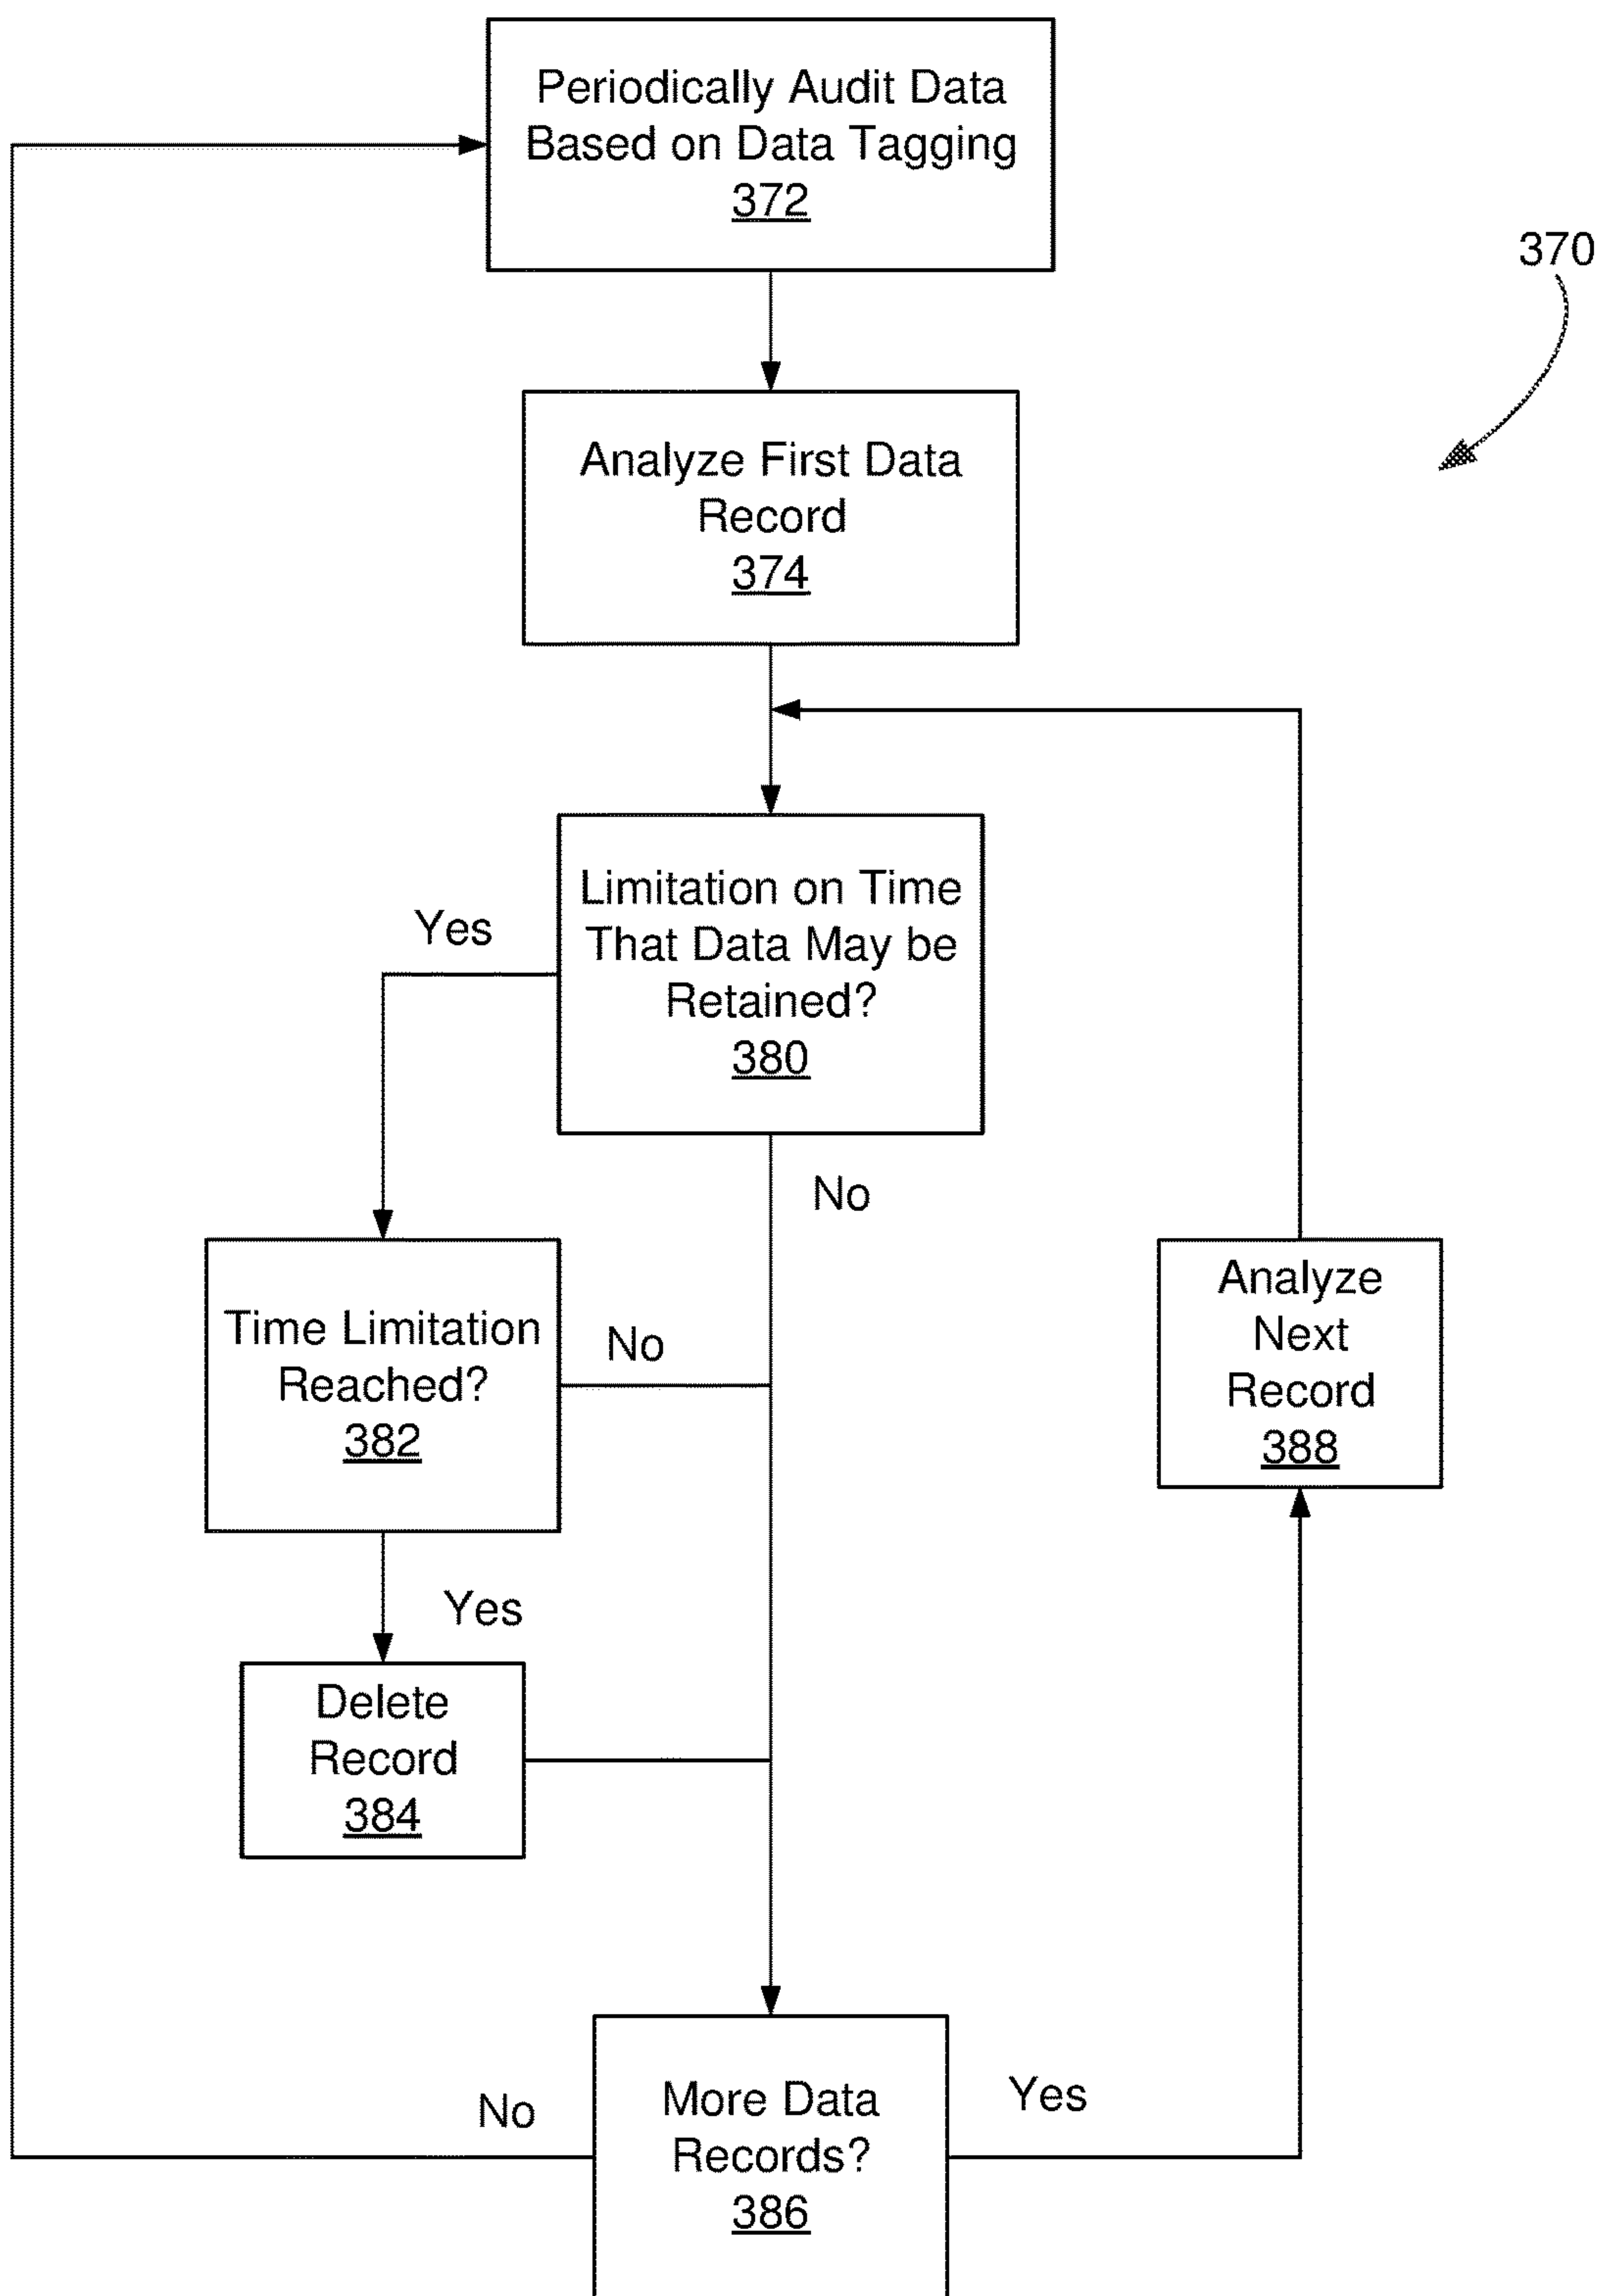 Periodically Audit Data
Based on Data Tagging
372
370
Analyze First Data
Record
374
Limitation on Time
That Data May be
Retained?
380
Yes
No
Time Limitation
Reached?
382
No
Analyze
Next
Record
388
Yes
Delete
Record
384
More Data
Records?
386
No
Yes